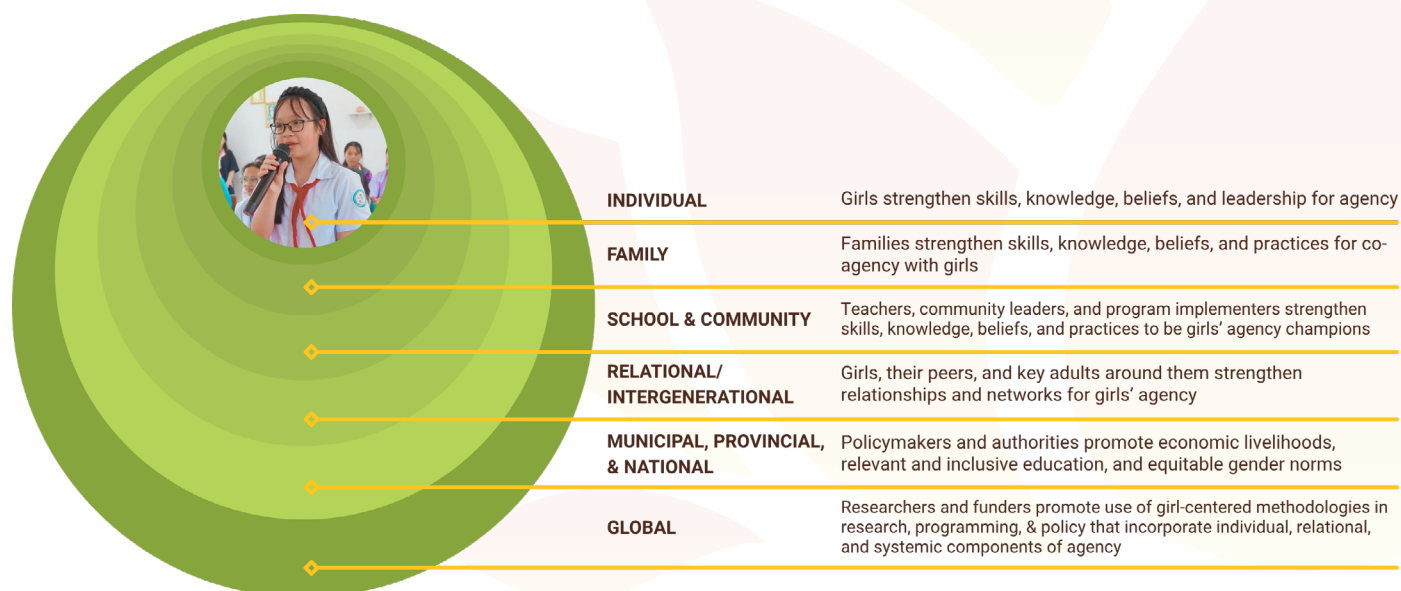 INDIVIDUAL
Girls strengthen skills, knowledge, beliefs, and leadership for agency
FAMILY
Families strengthen skills, knowledge, beliefs, and practices for co-
agency with girls
SCHOOL & COMMUNITY
Teachers, community leaders, and program implementers strengthen
skills, knowledge, beliefs, and practices to be girls’ agency champions
RELATIONAL/
INTERGENERATIONAL
Girls, their peers, and key adults around them strengthen
relationships and networks for girls’ agency
MUNICIPAL, PROVINCIAL,
& NATIONAL
Policymakers and authorities promote economic livelihoods,
relevant and inclusive education, and equitable gender norms
GLOBAL
Researchers and funders promote use of girl-centered methodologies in
research, programming, & policy that incorporate individual, relational,
and systemic components of agency